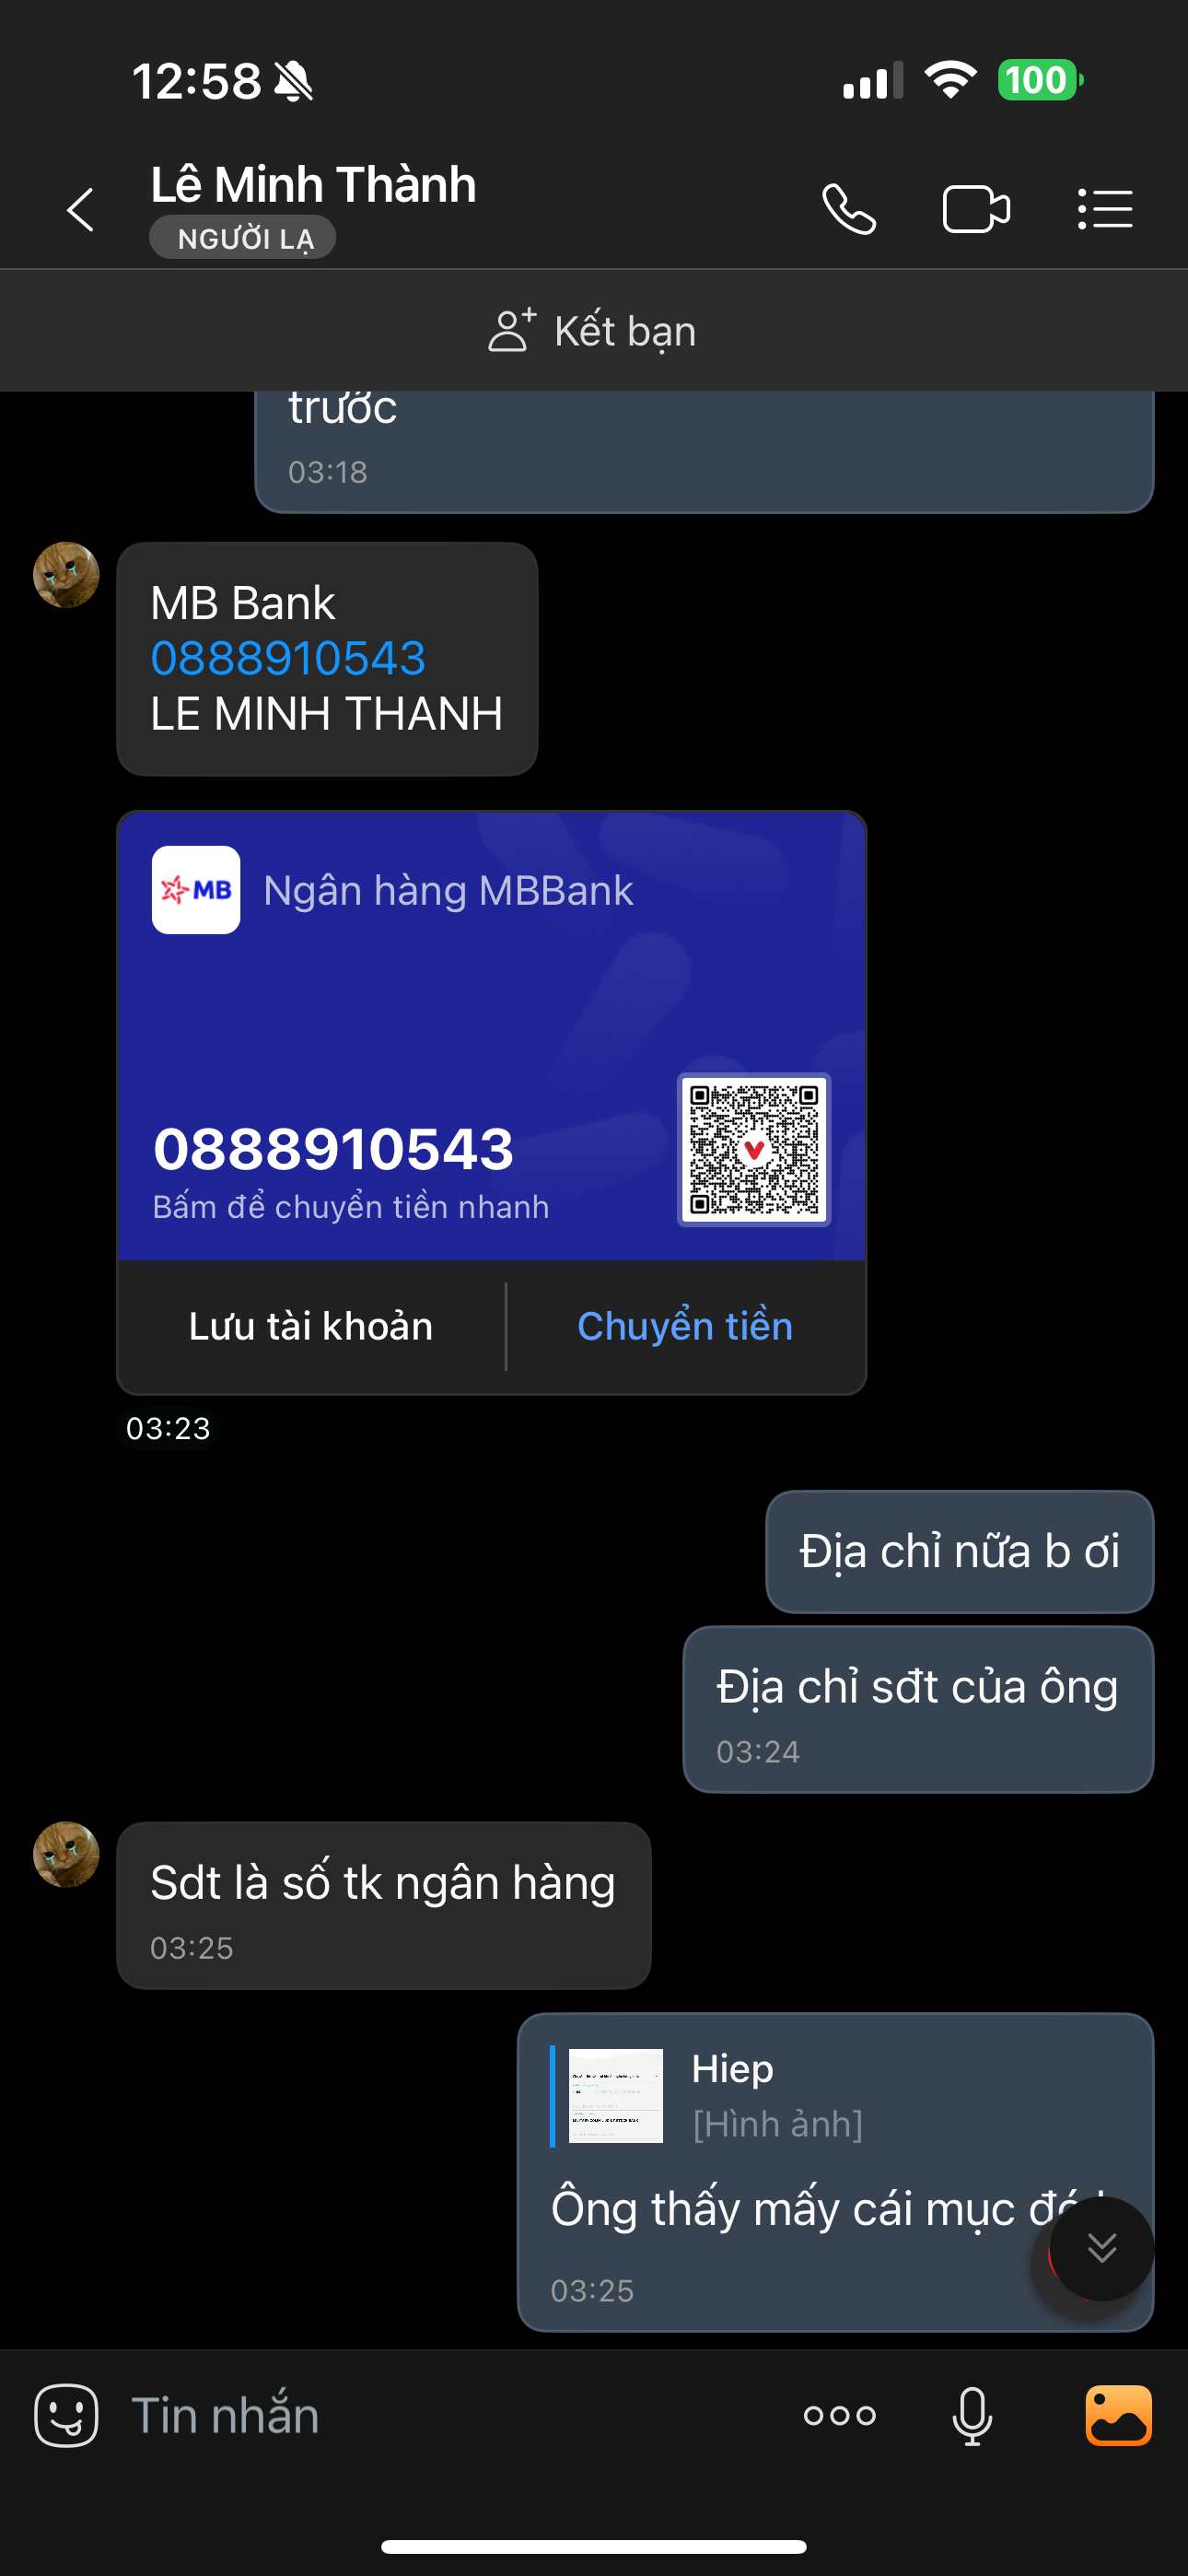 12:58
100
Lê Minh Thành
NGƯỜI LẠ
Kết bạn
trước
03:18
MB Bank
0888910543
LE MINH THANH
MB
Ngân hàng MBBank
0888910543
Bấm để chuyển tiền nhanh
Lưu tài khoản
Chuyển tiền
03:23
Địa chỉ nữa b ơi
Địa chỉ sđt của ông
03:24
Sdt là số tk ngân hàng
03:25
Hiep
[Hình ảnh]
Ông thấy mấy cái mục
03:25
Tin nhắn